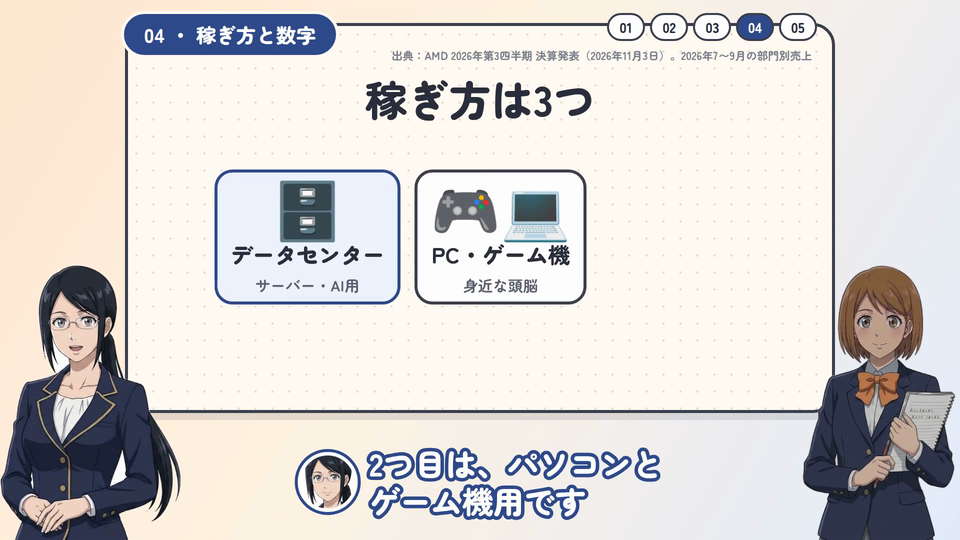 04 ・ 稼ぎ方と数字
01 02 03 04 05
出典：AMD 2026年第3四半期 決算発表（2026年11月3日）。2026年7〜9月の部門別売上
稼ぎ方は3つ
データセンター
サーバー・AI用
PC・ゲーム機
身近な頭脳
2つ目は、パソコンと
ゲーム機用です